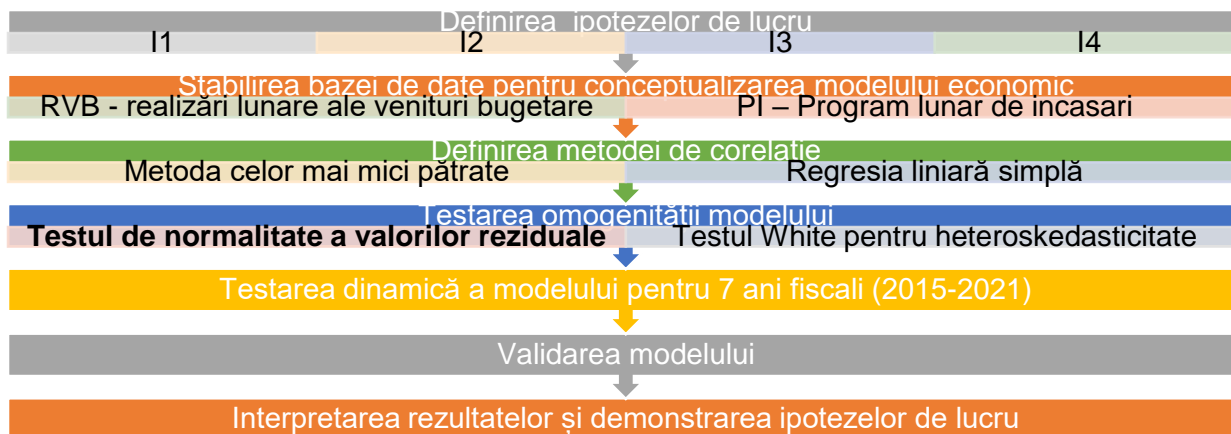 Definirea ipotezelor de lucru
I1 I2 I3 I4
Stabilirea bazei de date pentru conceptualizarea modelului economic
RVB - realizări lunare ale venituri bugetare PI – Program lunar de incasari
Definirea metodei de corelație
Metoda celor mai mici pătrate Regresia liniară simplă
Testarea omogenității modelului
Testul de normalitate a valorilor reziduale Testul White pentru heteroskedasticitate
Testarea dinamică a modelului pentru 7 ani fiscali (2015-2021)
Validarea modelului
Interpretarea rezultatelor și demonstrarea ipotezelor de lucru